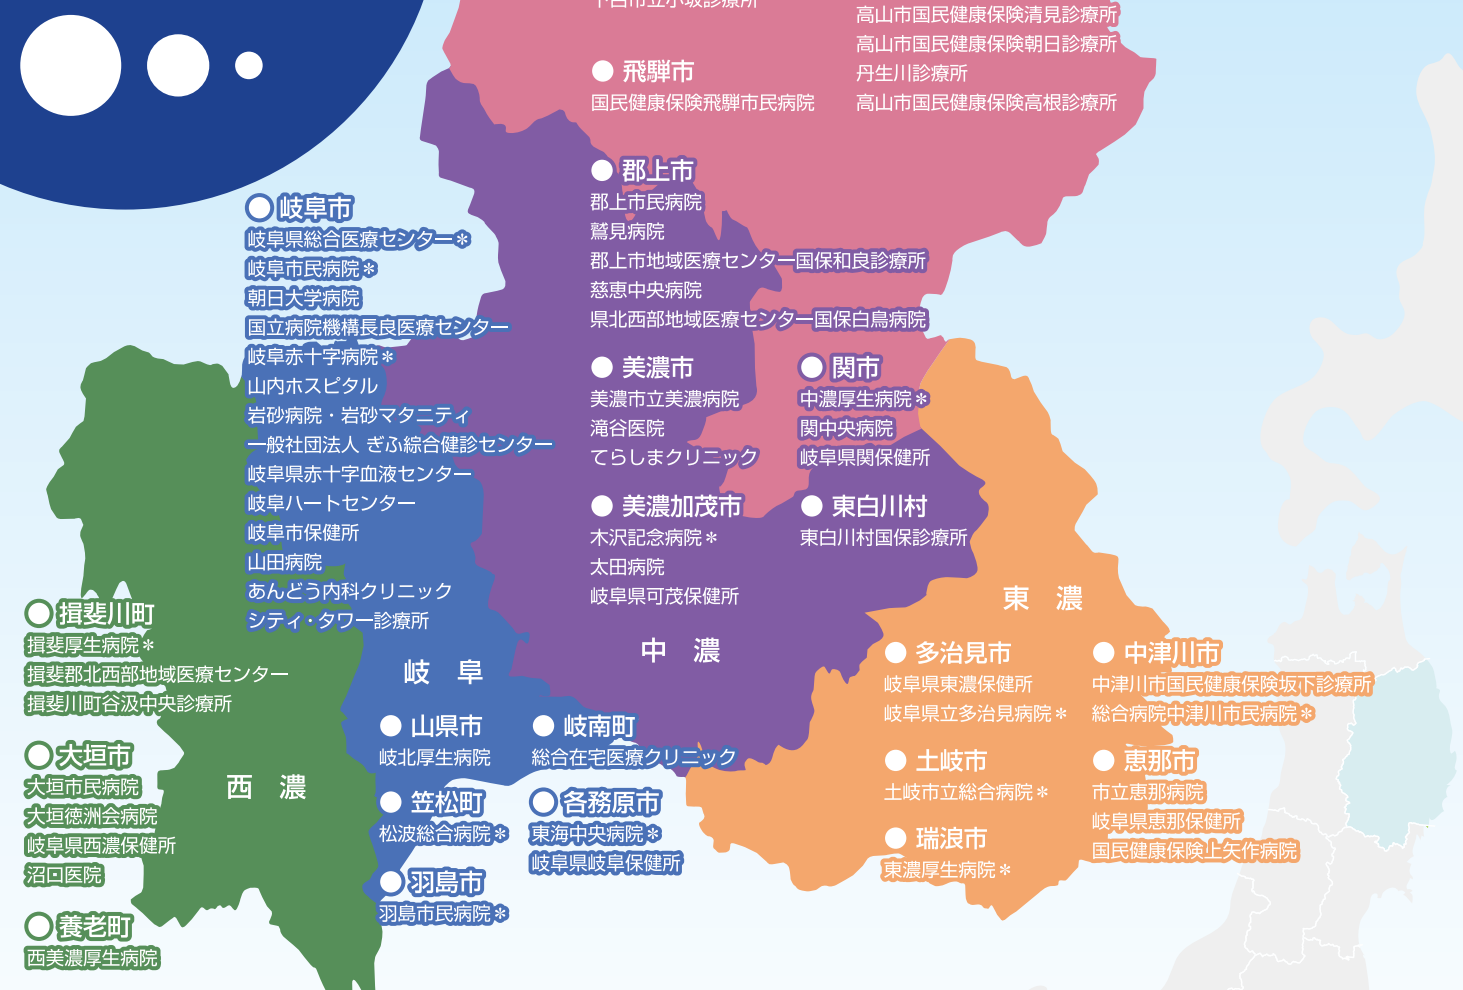 下呂市立小坂診療所
高山市国民健康保険清見診療所
高山市国民健康保険朝日診療所
丹生川診療所
高山市国民健康保険高根診療所
飛騨市
国民健康保険飛騨市民病院
郡上市
郡上市民病院
鷲見病院
郡上市地域医療センター国保和良診療所
慈恵中央病院
県北西部地域医療センター国保白鳥病院
岐阜市
岐阜県総合医療センター＊
岐阜市民病院＊
朝日大学病院
国立病院機構長良医療センター
岐阜赤十字病院＊
山内ホスピタル
岩砂病院・岩砂マタニティ
一般社団法人 ぎふ綜合健診センター
岐阜県赤十字血液センター
岐阜ハートセンター
岐阜市保健所
山田病院
あんどう内科クリニック
シティ・タワー診療所
美濃市
美濃市立美濃病院
滝谷医院
てらしまクリニック
関市
中濃厚生病院＊
関中央病院
岐阜県関保健所
美濃加茂市
木沢記念病院＊
太田病院
岐阜県可茂保健所
東白川村
東白川村国保診療所
中　濃
東　濃
岐　阜
西　濃
揖斐川町
揖斐厚生病院＊
揖斐郡北西部地域医療センター
揖斐川町谷汲中央診療所
大垣市
大垣市民病院
大垣徳洲会病院
岐阜県西濃保健所
沼口医院
養老町
西美濃厚生病院
山県市
岐北厚生病院
岐南町
総合在宅医療クリニック
笠松町
松波総合病院＊
各務原市
東海中央病院＊
岐阜県岐阜保健所
羽島市
羽島市民病院＊
多治見市
岐阜県東濃保健所
岐阜県立多治見病院＊
中津川市
中津川市国民健康保険坂下診療所
総合病院中津川市民病院＊
土岐市
土岐市立総合病院＊
恵那市
市立恵那病院
岐阜県恵那保健所
国民健康保険上矢作病院
瑞浪市
東濃厚生病院＊